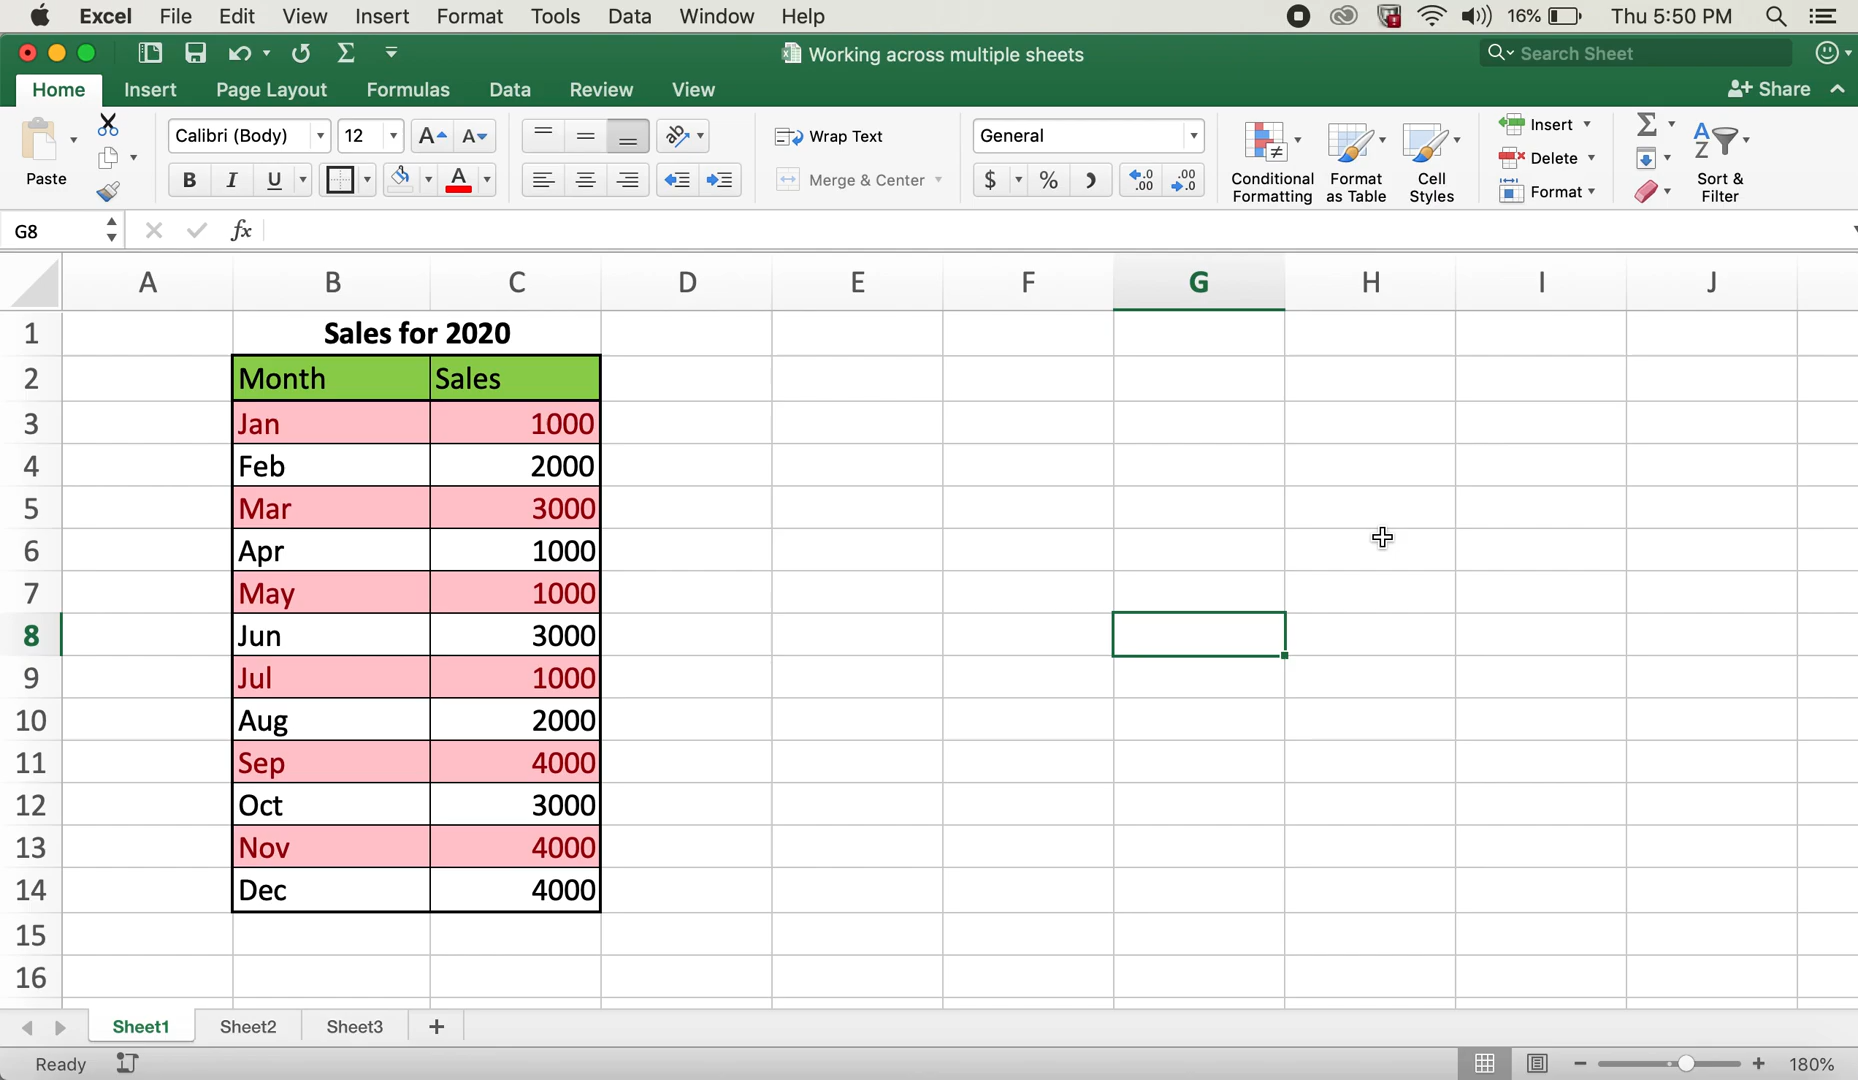 Excel File Edit View Insert Format Tools Data Window Help 16% Thu 5:50 PM
Working across multiple sheets Search Sheet
Home Insert Page Layout Formulas Data Review View Share
Paste Calibri (Body) 12 A A Wrap Text General Conditional Formatting Format as Table Cell Styles Insert Delete Format Sort & Filter
B I U A Merge & Center $ %
G8 fx
A B C D E F G H I J
1 Sales for 2020
2 Month Sales
3 Jan 1000
4 Feb 2000
5 Mar 3000
6 Apr 1000
7 May 1000
8 Jun 3000
9 Jul 1000
10 Aug 2000
11 Sep 4000
12 Oct 3000
13 Nov 4000
14 Dec 4000
15
16
Sheet1 Sheet2 Sheet3 +
Ready 180%